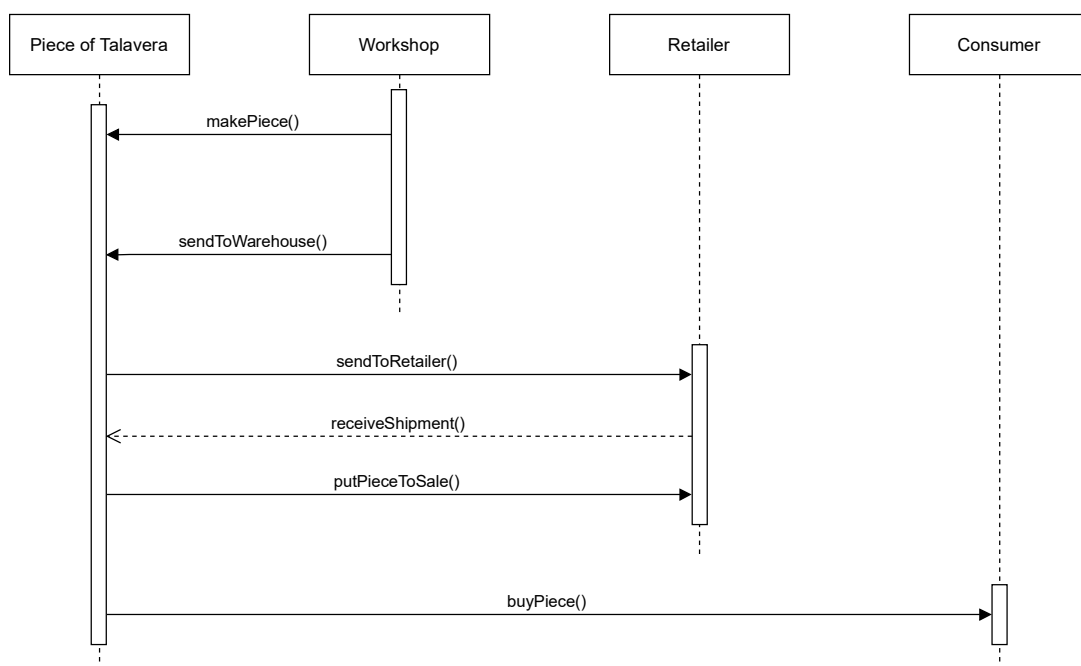 Piece of Talavera
Workshop
Retailer
Consumer
makePiece()
sendToWarehouse()
sendToRetailer()
receiveShipment()
putPieceToSale()
buyPiece()